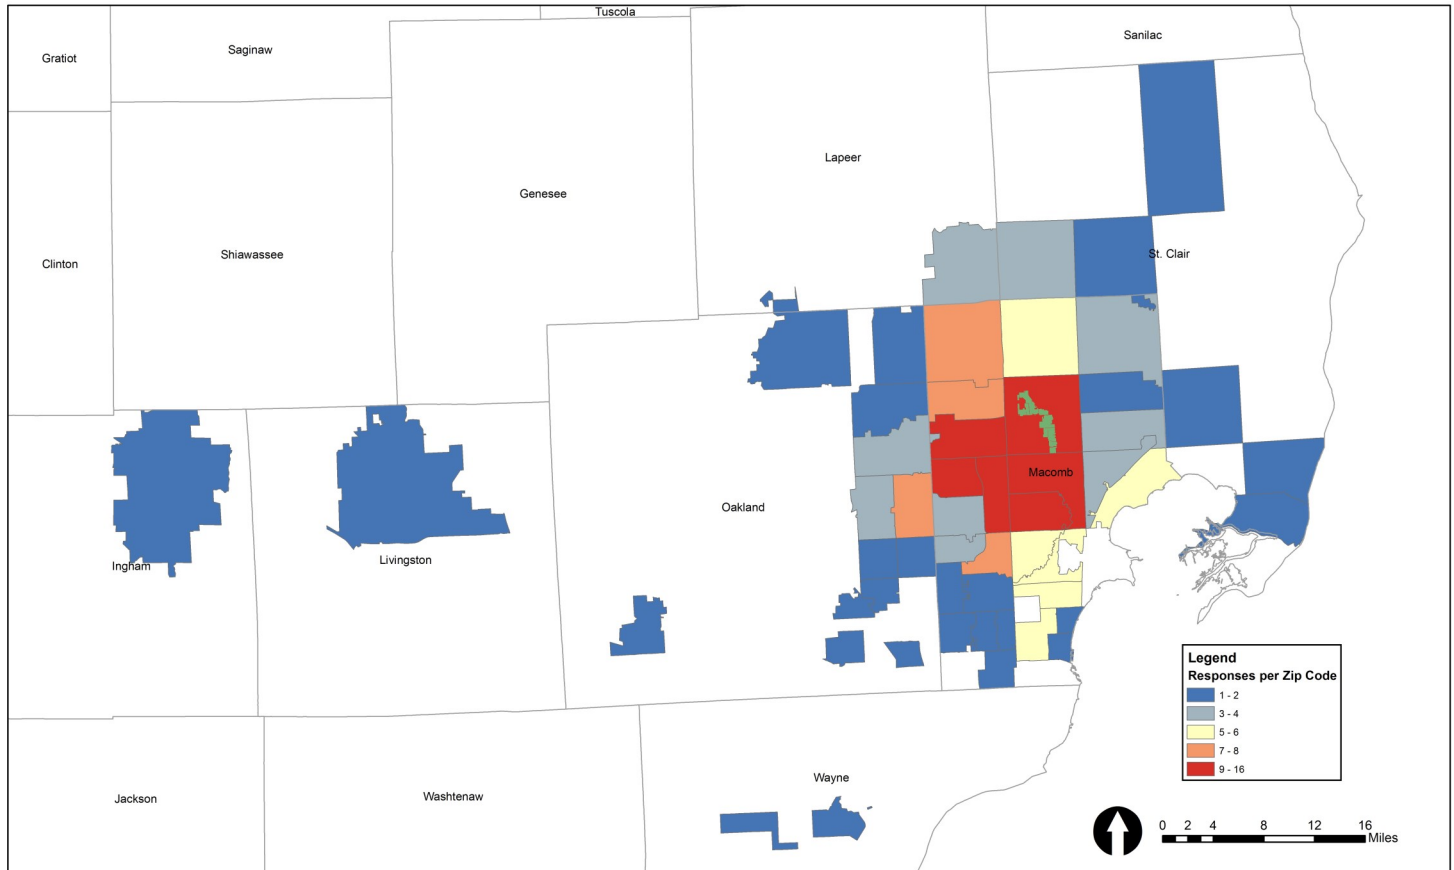 Tuscola
Sanilac
Saginaw
Gratiot
Lapeer
Genesee
St. Clair
Shiawassee
Clinton
Macomb
Oakland
Livingston
Ingham
Legend
Responses per Zip Code
1 - 2
3 - 4
5 - 6
7 - 8
9 - 16
Wayne
Washtenaw
Jackson
0 2 4 8 12 16
Miles